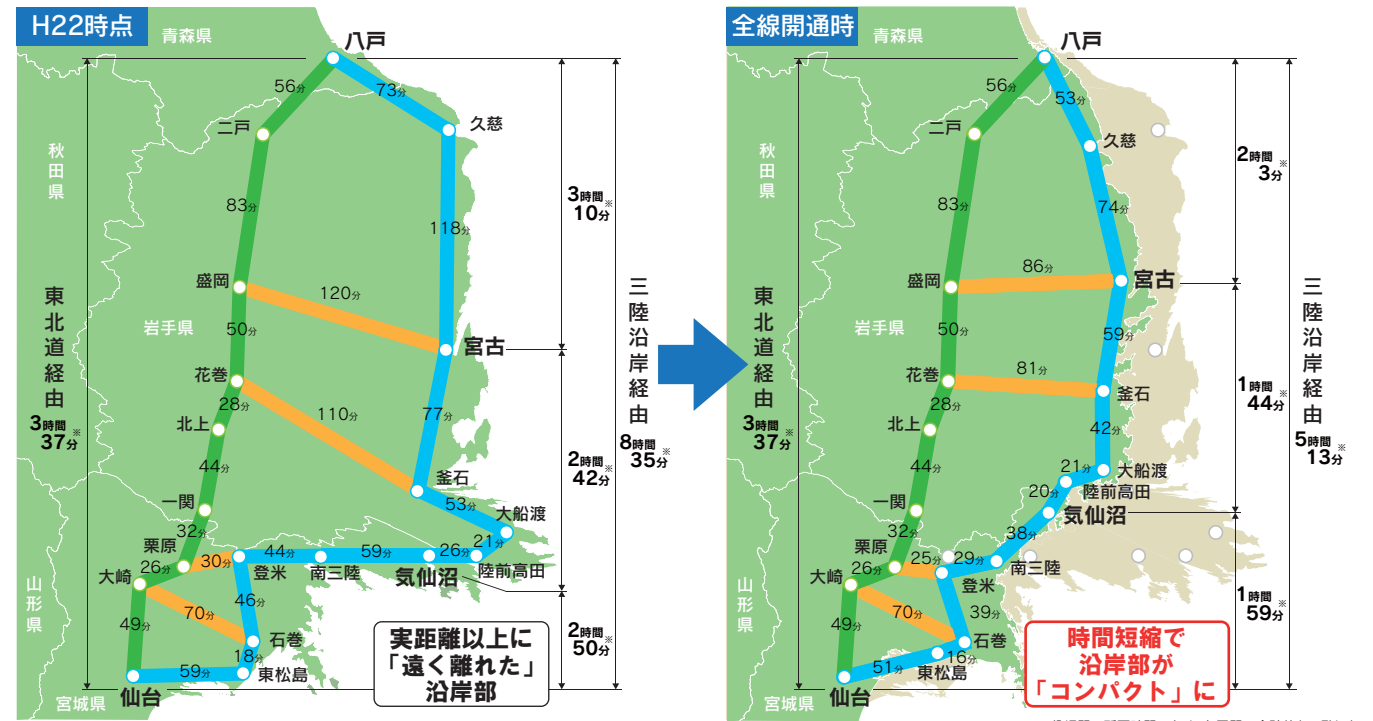 H22時点
青森県
八戸
56分
73分
二戸
久慈
秋田県
83分
118分
3時間※
10分
盛岡
120分
宮古
東北道経由
3時間※
37分
岩手県
50分
三陸沿岸経由
8時間※
35分
花巻
28分
110分
77分
北上
44分
2時間※
42分
釜石
53分
一関
大船渡
32分
21分
栗原
30分
44分
59分
26分
大崎
26分
登米
南三陸
気仙沼
陸前高田
山形県
46分
70分
49分
石巻
18分
2時間※
50分
59分
東松島
仙台
宮城県
実距離以上に
「遠く離れた」
沿岸部
全線開通時
青森県
八戸
56分
53分
二戸
久慈
秋田県
2時間※
3分
83分
74分
盛岡
86分
宮古
東北道経由
3時間※
37分
岩手県
50分
59分
三陸沿岸経由
5時間※
13分
花巻
81分
釜石
28分
1時間※
44分
北上
42分
44分
21分
大船渡
20分
陸前高田
一関
気仙沼
32分
38分
栗原
25分
29分
南三陸
大崎
26分
登米
山形県
39分
70分
49分
石巻
16分
1時間※
59分
51分
東松島
仙台
宮城県
時間短縮で
沿岸部が
「コンパクト」に